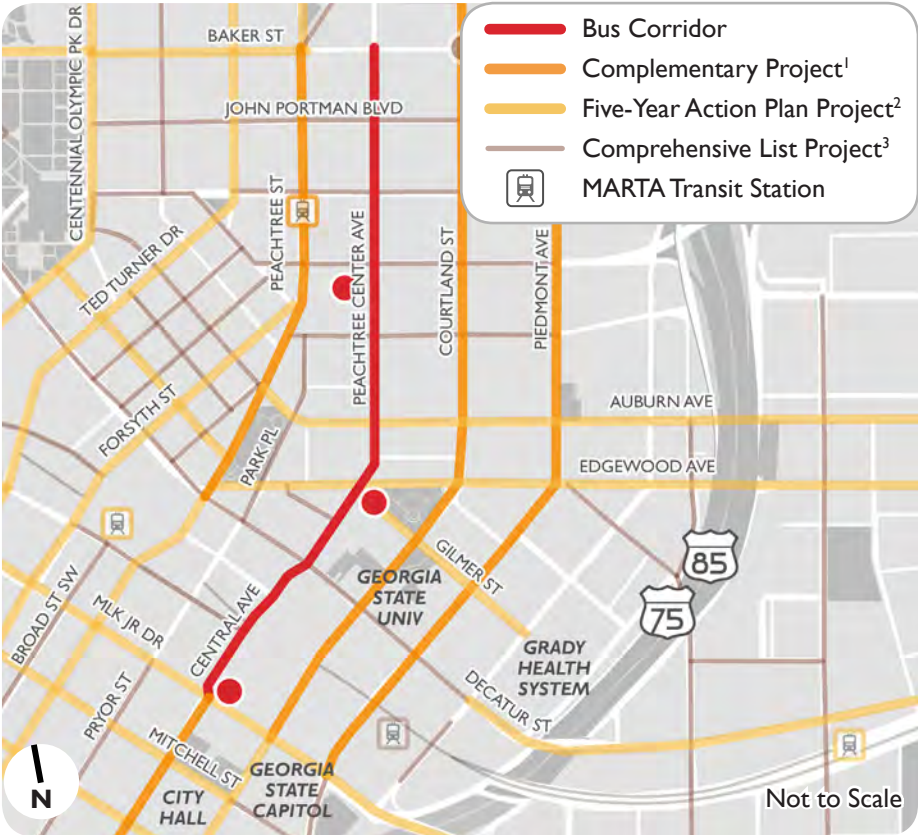 Bus Corridor
Complementary Project¹
Five-Year Action Plan Project²
Comprehensive List Project³
MARTA Transit Station
BAKER ST
CENTENNIAL OLYMPIC PK DR
JOHN PORTMAN BLVD
PEACHTREE ST
PEACHTREE CENTER AVE
COURTLAND ST
PIEDMONT AVE
TED TURNER DR
FORSYTH ST
PARK PL
AUBURN AVE
EDGEWOOD AVE
GILMER ST
GEORGIA
STATE
UNIV
85
75
BROAD ST SW
MLK JR DR
CENTRAL AVE
GRADY
HEALTH
SYSTEM
DECATUR ST
PRYOR ST
MITCHELL ST
GEORGIA
STATE
CAPITOL
CITY
HALL
N
Not to Scale